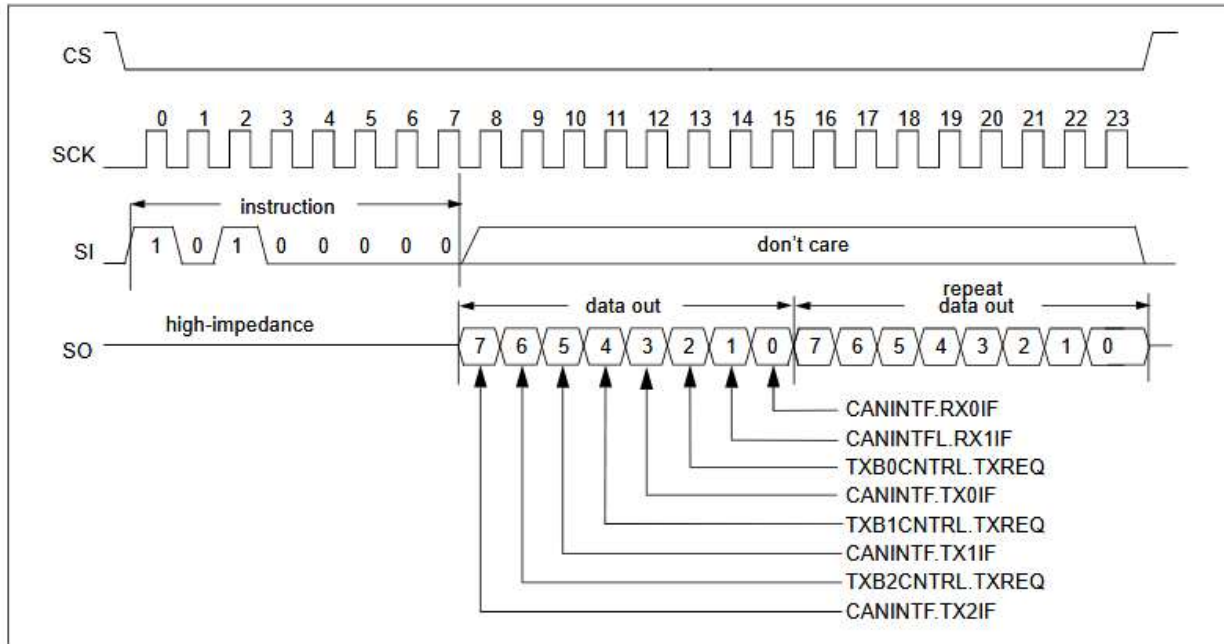 CS
0 1 2 3 4 5 6 7 8 9 10 11 12 13 14 15 16 17 18 19 20 21 22 23
SCK
instruction
SI 1 0 1 0 0 0 0 0 don't care
repeat
data out data out
high-impedance
SO 7 6 5 4 3 2 1 0 7 6 5 4 3 2 1 0
CANINTF.RX0IF
CANINTFL.RX1IF
TXB0CNTRL.TXREQ
CANINTF.TX0IF
TXB1CNTRL.TXREQ
CANINTF.TX1IF
TXB2CNTRL.TXREQ
CANINTF.TX2IF